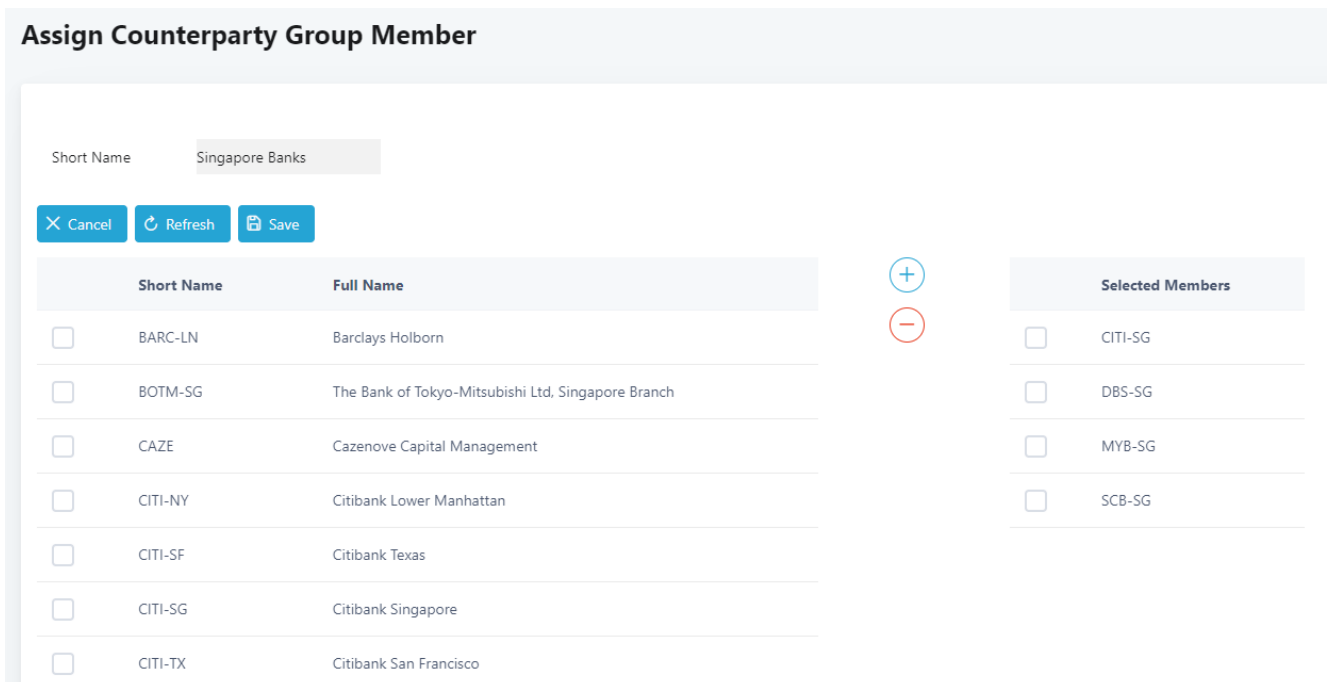 Assign Counterparty Group Member
Short Name Singapore Banks
Cancel Refresh Save
Short Name Full Name Selected Members
BARC-LN Barclays Holborn CITI-SG
BOTM-SG The Bank of Tokyo-Mitsubishi Ltd, Singapore Branch DBS-SG
CAZE Cazenove Capital Management MYB-SG
CITI-NY Citibank Lower Manhattan SCB-SG
CITI-SF Citibank Texas
CITI-SG Citibank Singapore
CITI-TX Citibank San Francisco